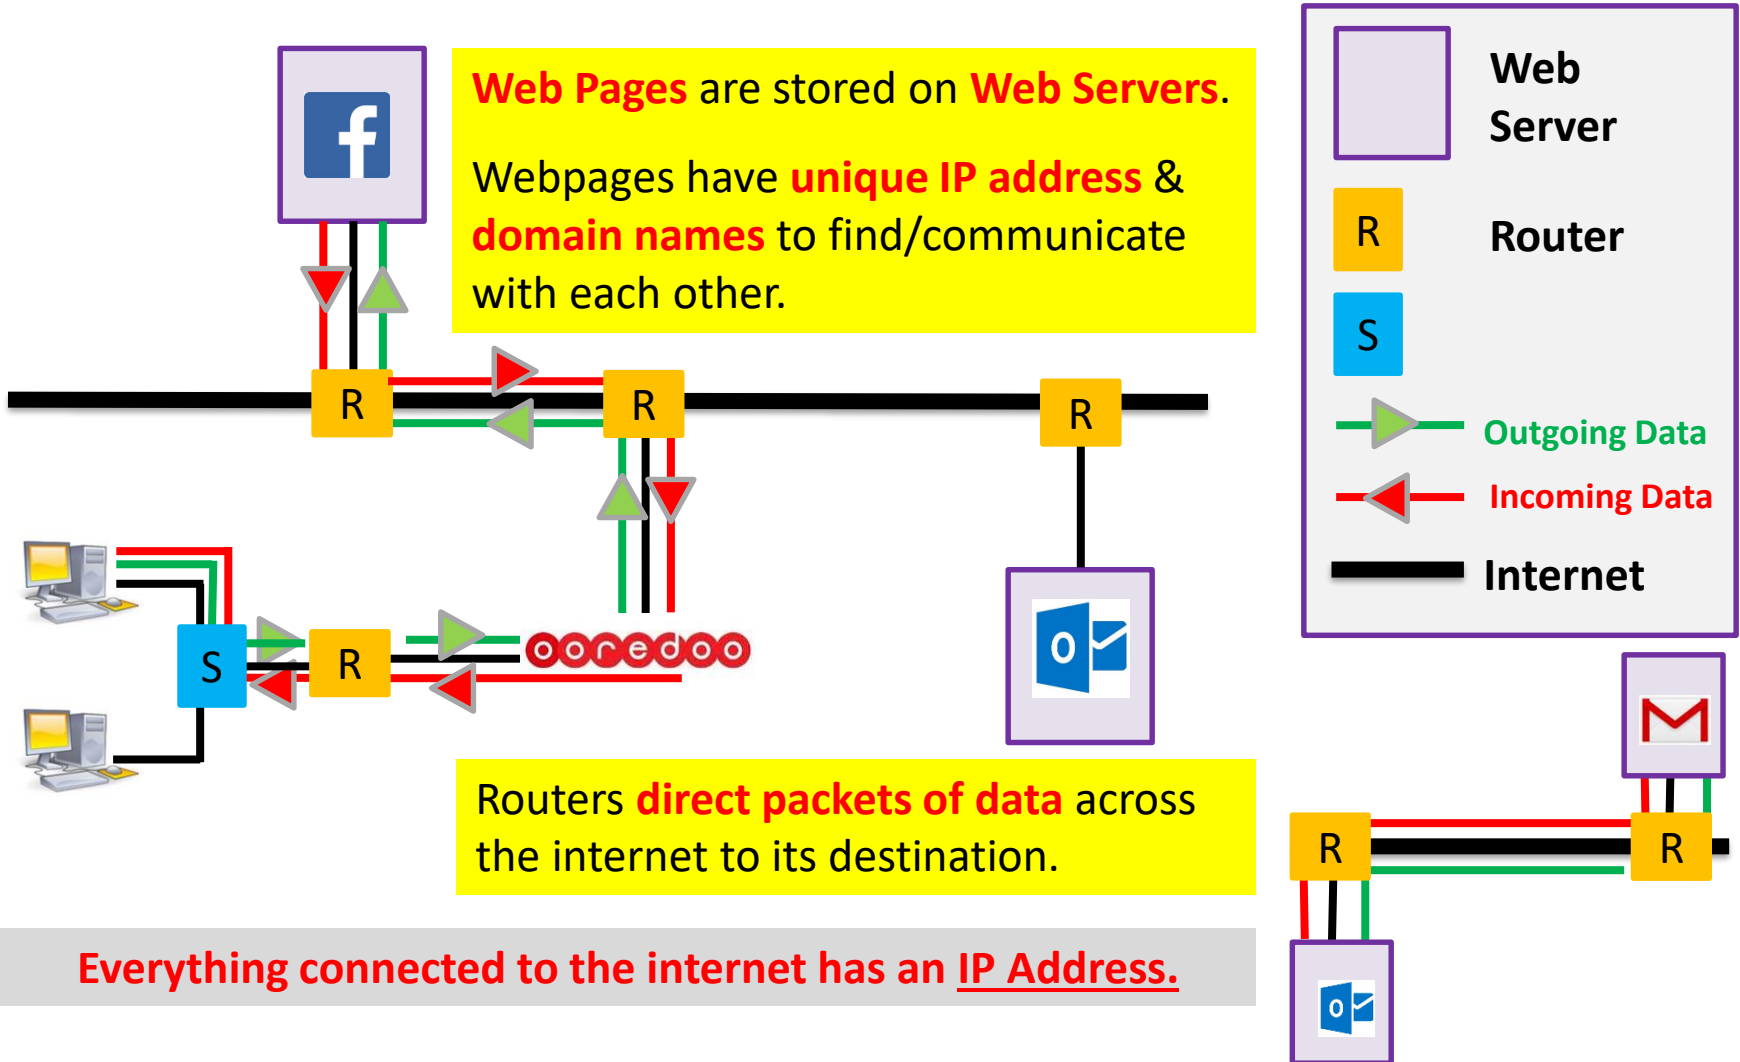 f
Web Pages are stored on Web Servers.
Webpages have unique IP address &
domain names to find/communicate
with each other.
R
R
R
S
R
ooredoo
o
Routers direct packets of data across
the internet to its destination.
Everything connected to the internet has an IP Address.
Web
Server
R
Router
S
Outgoing Data
Incoming Data
Internet
M
R
R
o